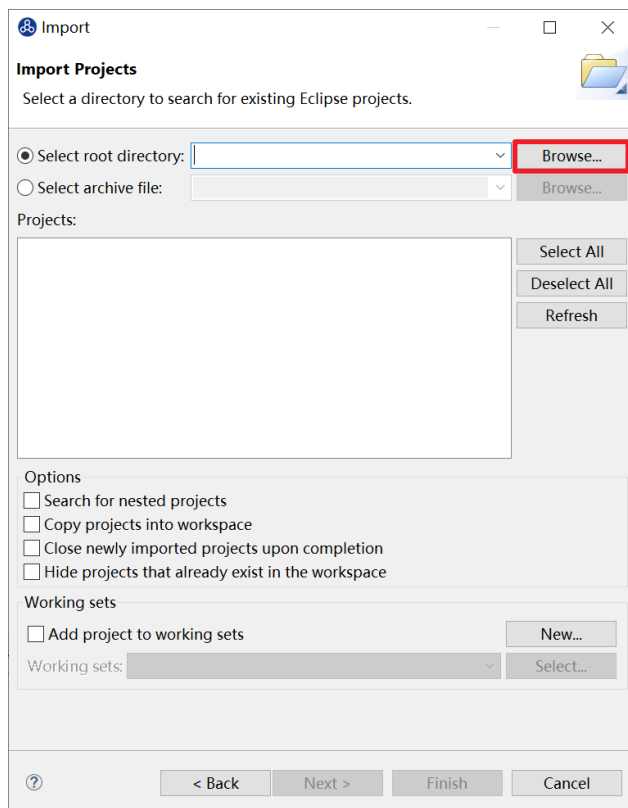 Import
Import Projects
Select a directory to search for existing Eclipse projects.
Select root directory: Browse...
Select archive file: Browse...
Projects:
Select All
Deselect All
Refresh
Options
Search for nested projects
Copy projects into workspace
Close newly imported projects upon completion
Hide projects that already exist in the workspace
Working sets
Add project to working sets New...
Working sets: Select...
? < Back Next > Finish Cancel